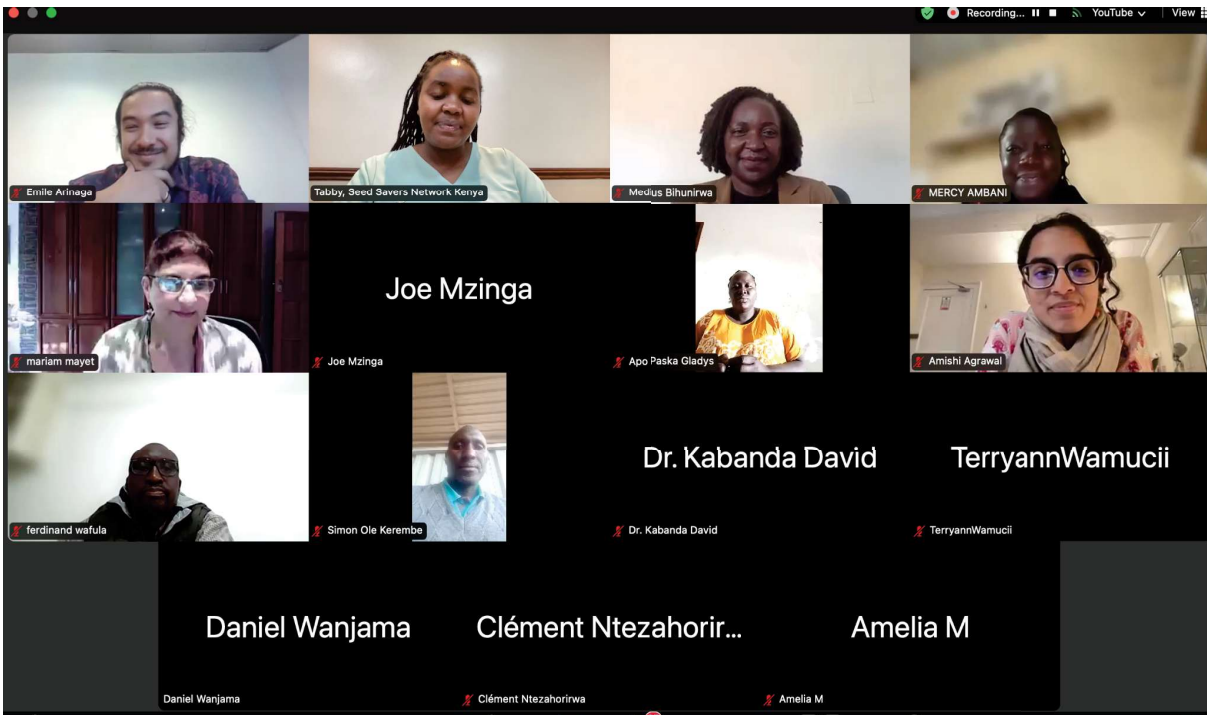 Recording... YouTube View
Emile Arinaga
Tabby, Seed Savers Network Kenya
Medius Bihunirwa
MERCY AMBANI
mariam mayet
Joe Mzinga
Joe Mzinga
Apo Paska Gladys
Amishi Agrawal
ferdinand wafula
Simon Ole Kerembe
Dr. Kabanda David
Dr. Kabanda David
TerryannWamucii
TerryannWamucii
Daniel Wanjama
Daniel Wanjama
Clément Ntezahorir...
Clément Ntezahorirwa
Amelia M
Amelia M